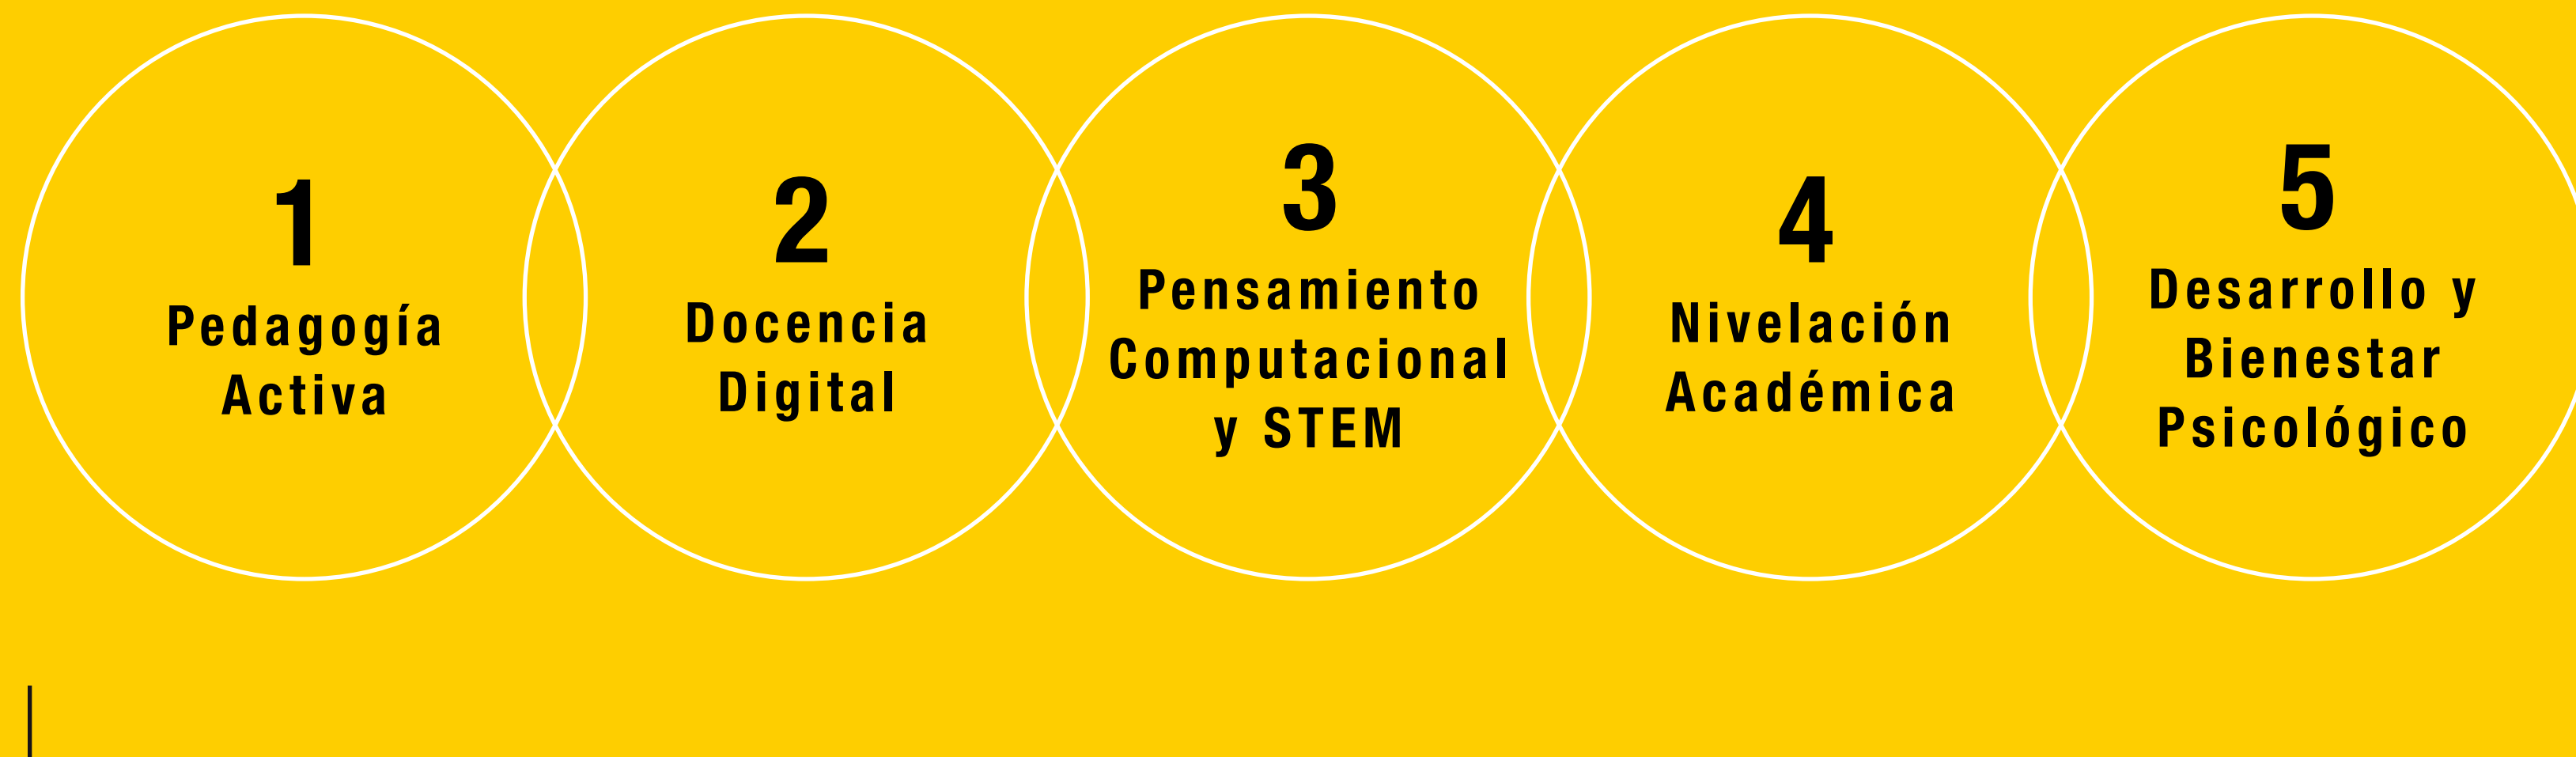 1
Pedagogía
Activa
2
Docencia
Digital
3
Pensamiento
Computacional
y STEM
4
Nivelación
Académica
5
Desarrollo y
Bienestar
Psicológico